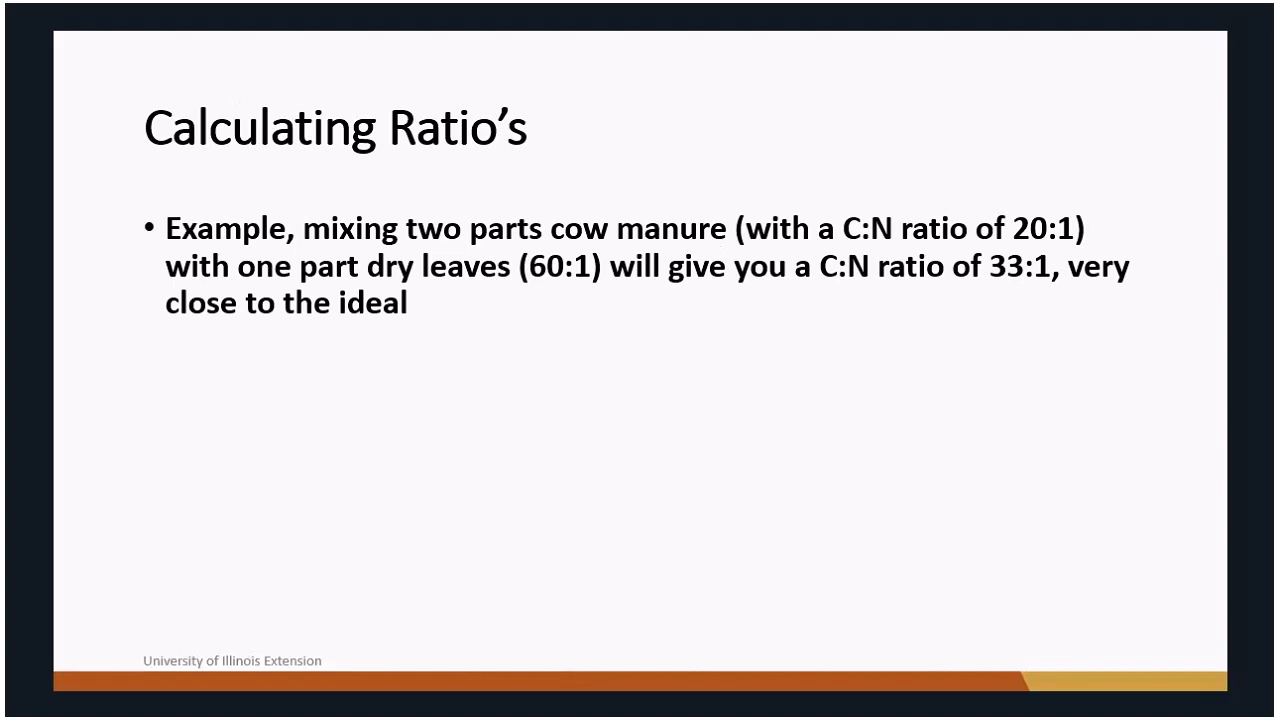 Calculating Ratio’s
• Example, mixing two parts cow manure (with a C:N ratio of 20:1)
with one part dry leaves (60:1) will give you a C:N ratio of 33:1, very
close to the ideal
University of Illinois Extension